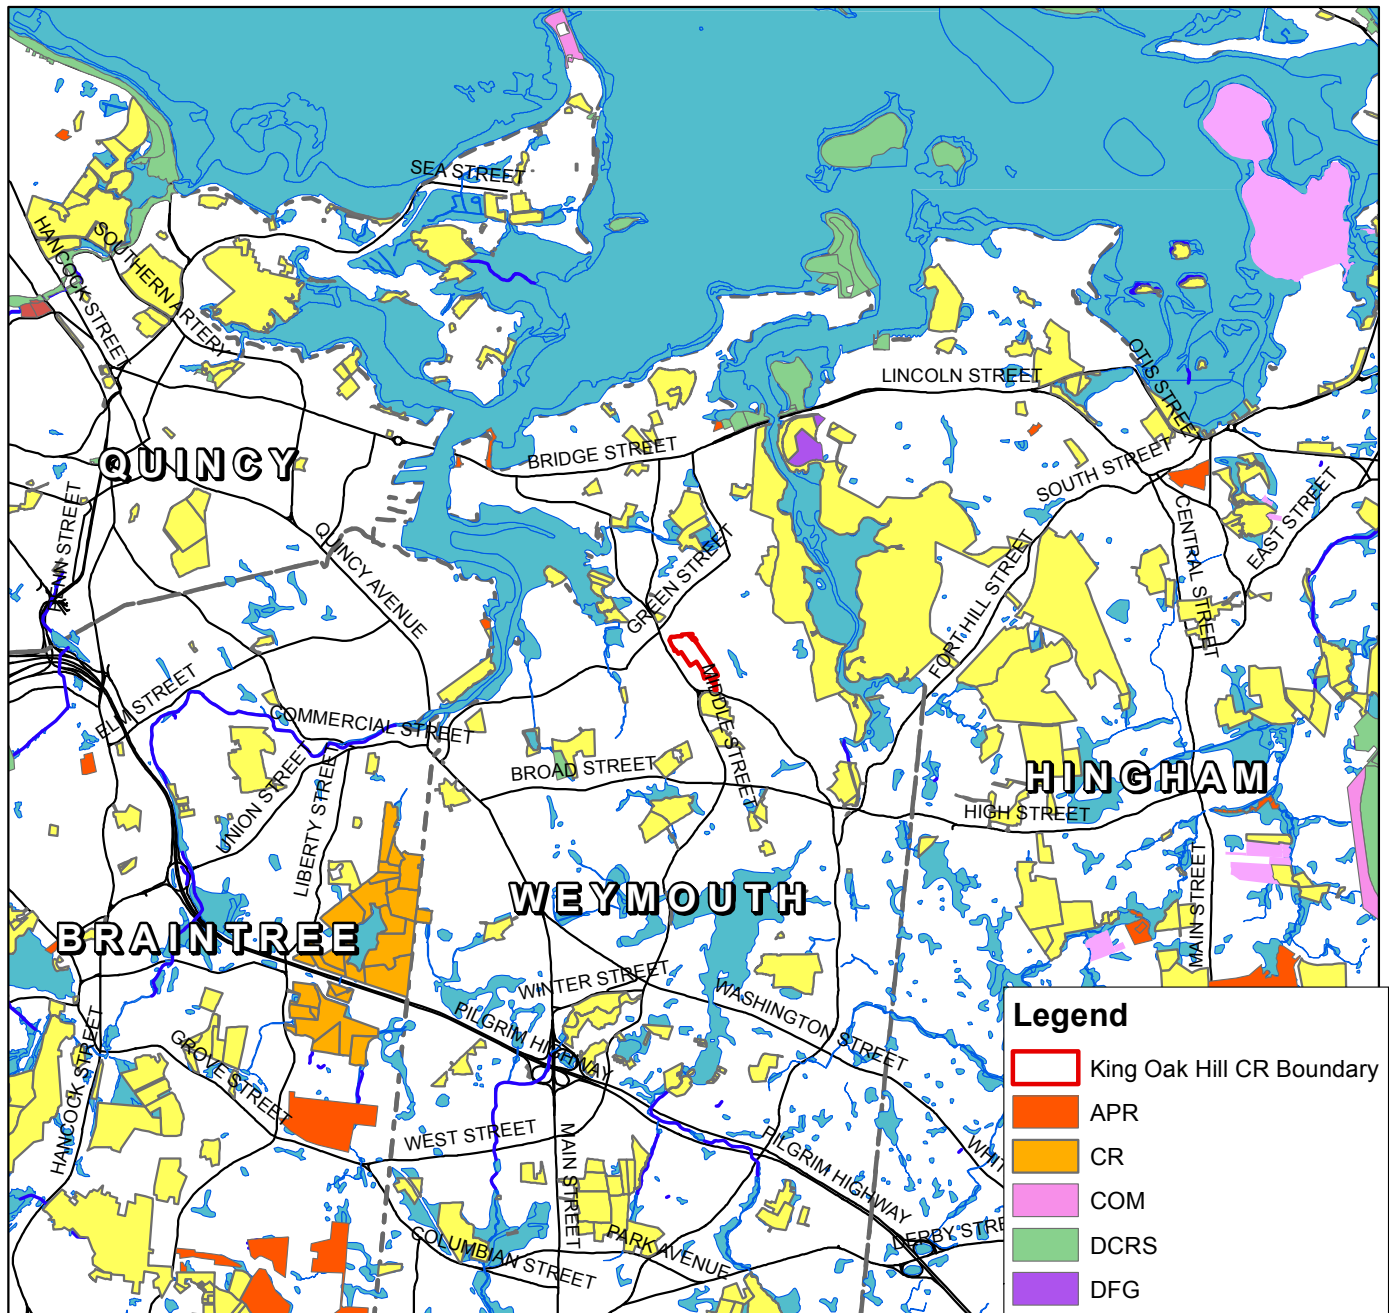 SEA STREET
HANCOCK STREET
SOUTHERN ARTERY
OTIS STREET
LINCOLN STREET
BRIDGE STREET
QUINCY
SOUTH STREET
CENTRAL STREET
EAST STREET
QUINCY AVENUE
GREEN STREET
FORT HILL STREET
ELM STREET
COMMERCIAL STREET
MIDDLE STREET
UNION STREET
LIBERTY STREET
BROAD STREET
HINGHAM
HIGH STREET
MAIN STREET
WEYMOUTH
BRAINTREE
WINTER STREET
WASHINGTON STREET
PILGRIM HIGHWAY
HANCOCK STREET
GROVE STREET
WEST STREET
MAIN STREET
PILGRIM HIGHWAY
WHIT
DERBY STRE
COLUMBIAN STREET
PARK AVENUE
Legend
King Oak Hill CR Boundary
APR
CR
COM
DCRS
DFG